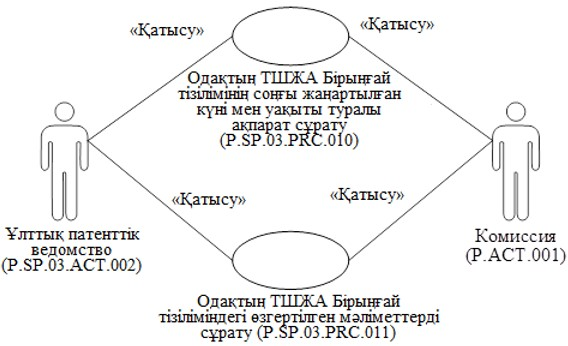 «Қатысу» «Қатысу»
Одақтың ТШЖА Бірыңғай
тізілімінің соңғы жаңартылған
күні мен уақыты туралы
ақпарат сұрату
(P.SP.03.PRC.010)
«Қатысу» «Қатысу»
Ұлттық патенттік
ведомство
(P.SP.03.ACT.002)
Комиссия
(P.ACT.001)
Одақтың ТШЖА Бірыңғай
тізіліміндегі өзгертілген мәліметтерді
сұрату (P.SP.03.PRC.011)